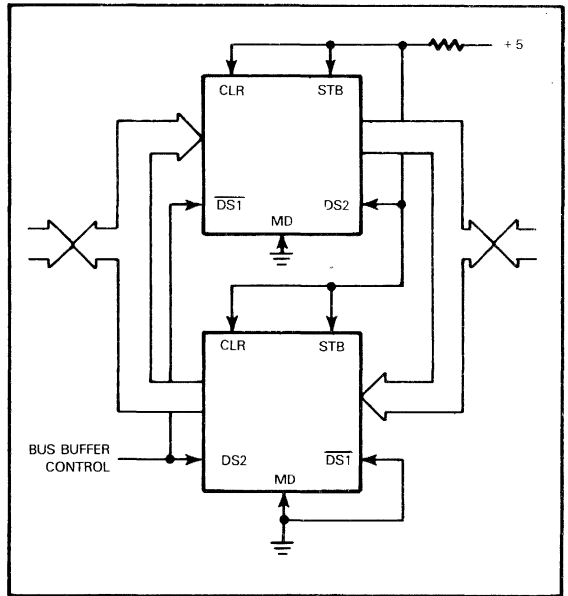 +5
CLR STB
DS1 DS2
MD
CLR STB
BUS BUFFER
CONTROL
DS2 DS1
MD